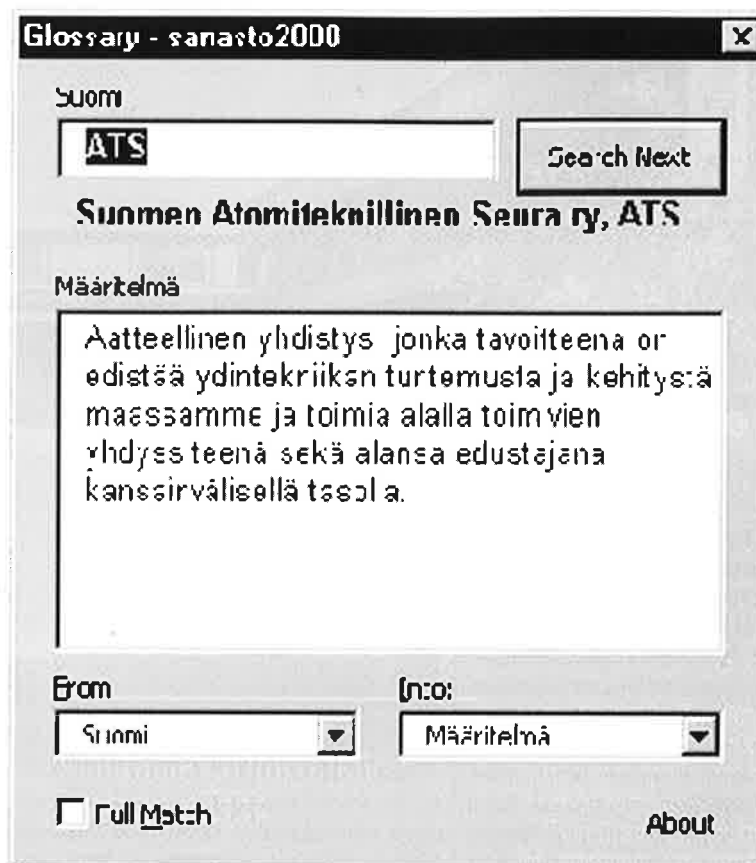 Glossary - sanasto2000
Suomi
ATS
Search Next
Suomen Atomiteknillinen Seura ry, ATS
Määritelmä
Aatteellinen yhdistys jonka tavoitteena on
edistää ydintekniikan tuntemusta ja kehitystä
maassamme ja toimia alalla toimivien
yhdyssiteenä sekä alansa edustajana
kansainvälisellä tasolla.
From Into:
Suomi Määritelmä
Full Match About